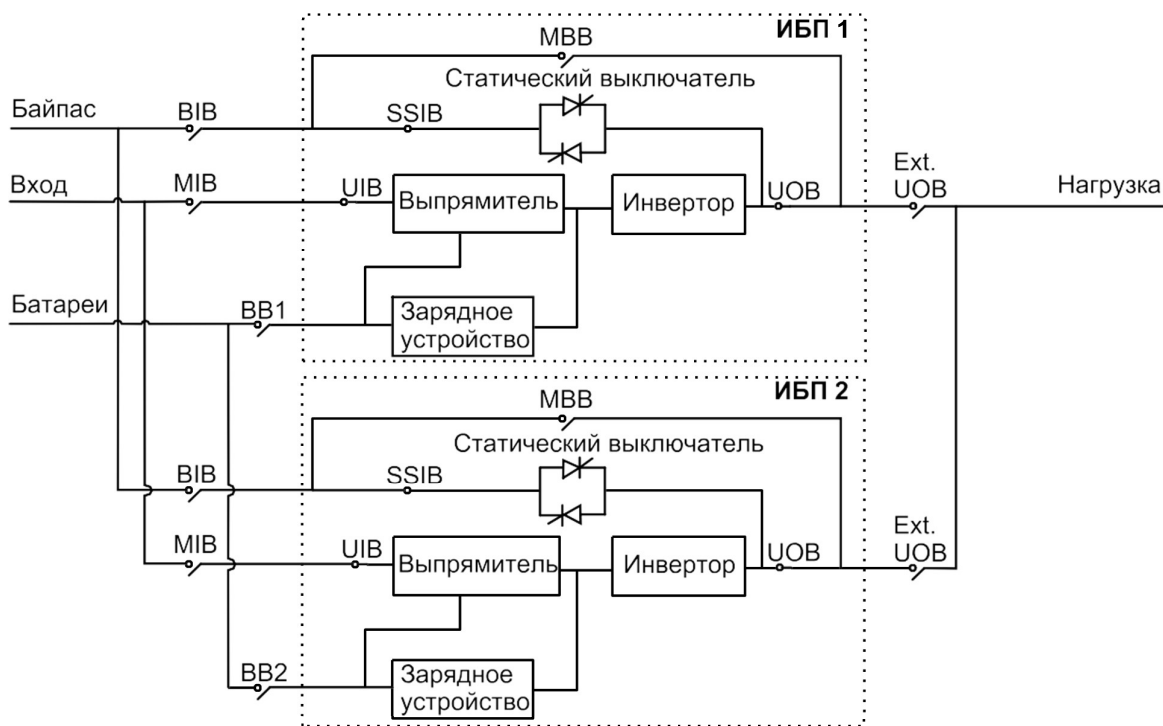 ИБП 1
MBB
Статический выключатель
Байпас
BIB
SSIB
Вход
MIB
UIB
Выпрямитель
Инвертор
UOB
Ext.
UOB
Нагрузка
Батареи
BB1
Зарядное
устройство
ИБП 2
MBB
Статический выключатель
BIB
SSIB
MIB
UIB
Выпрямитель
Инвертор
UOB
Ext.
UOB
BB2
Зарядное
устройство